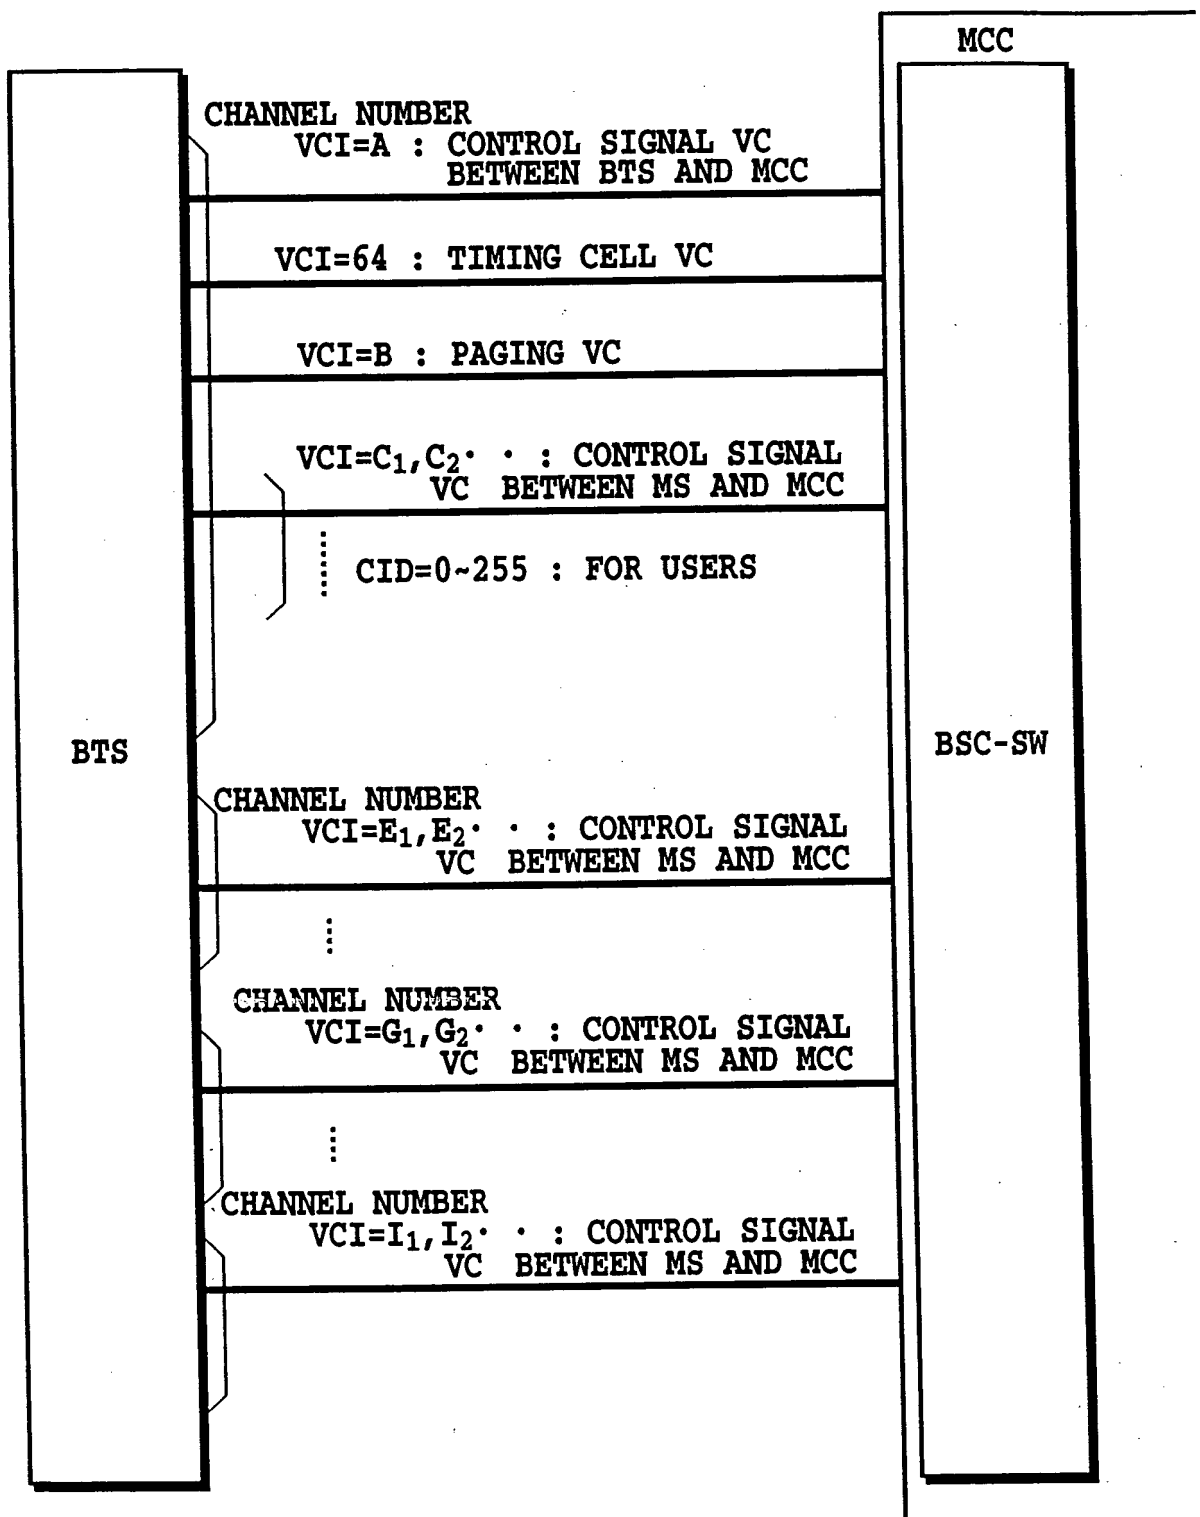 MCC
CHANNEL NUMBER
VCI=A : CONTROL SIGNAL VC
BETWEEN BTS AND MCC
VCI=64 : TIMING CELL VC
VCI=B : PAGING VC
VCI=C1,C2· · : CONTROL SIGNAL
VC BETWEEN MS AND MCC
CID=0~255 : FOR USERS
BTS
BSC-SW
CHANNEL NUMBER
VCI=E1,E2· · : CONTROL SIGNAL
VC BETWEEN MS AND MCC
CHANNEL NUMBER
VCI=G1,G2· · : CONTROL SIGNAL
VC BETWEEN MS AND MCC
CHANNEL NUMBER
VCI=I1,I2· · : CONTROL SIGNAL
VC BETWEEN MS AND MCC